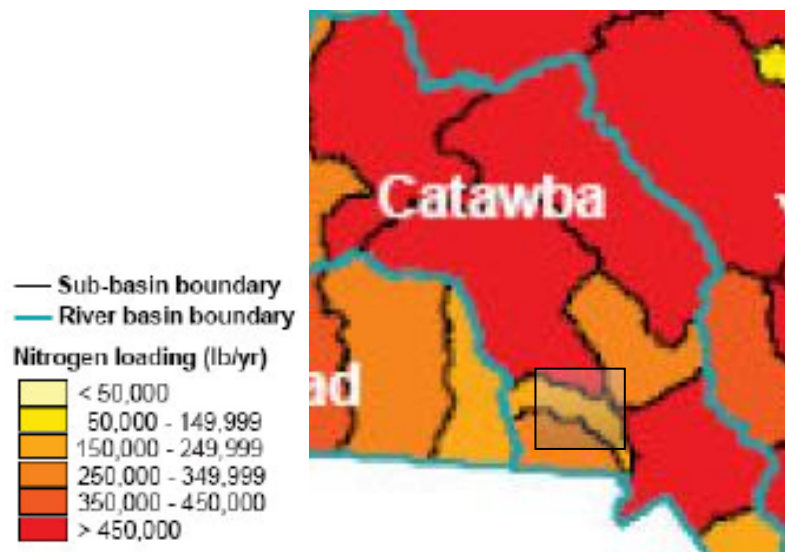 Catawba
Sub-basin boundary
River basin boundary
Nitrogen loading (lb/yr)
< 50,000
50,000 - 149,999
150,000 - 249,999
250,000 - 349,999
350,000 - 450,000
> 450,000
ad